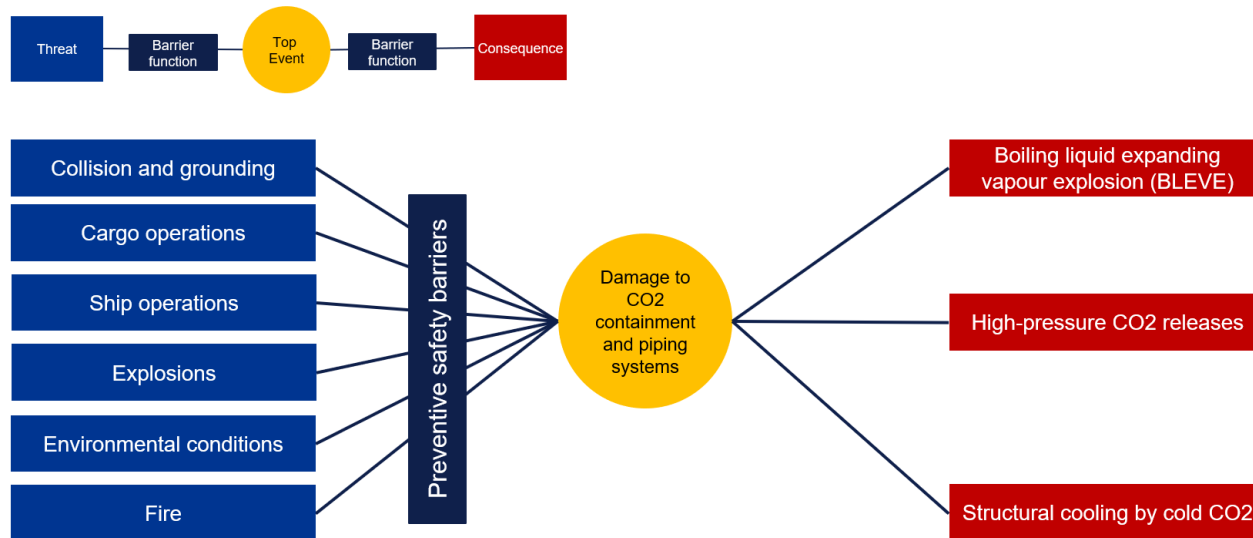 Threat
Barrier
function
Top
Event
Barrier
function
Consequence
Collision and grounding
Cargo operations
Ship operations
Explosions
Environmental conditions
Fire
Preventive safety barriers
Damage to
CO2
containment
and piping
systems
Boiling liquid expanding
vapour explosion (BLEVE)
High-pressure CO2 releases
Structural cooling by cold CO2